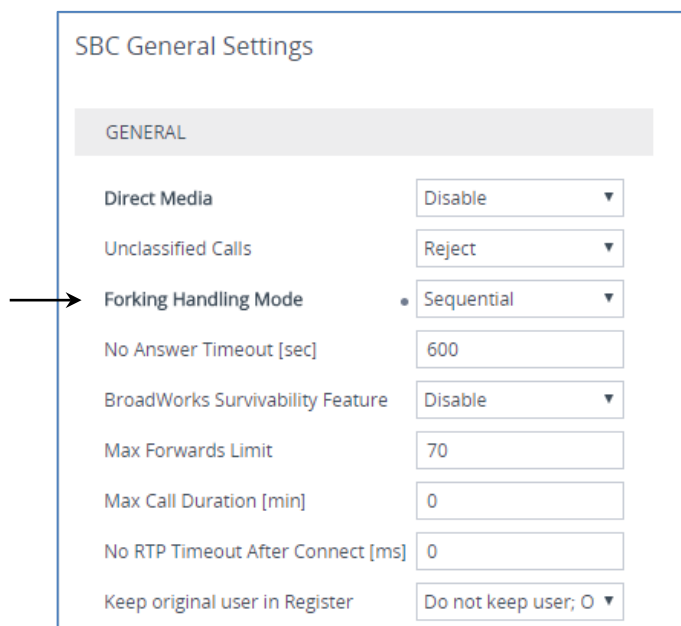 SBC General Settings
GENERAL
Direct Media Disable
Unclassified Calls Reject
Forking Handling Mode Sequential
No Answer Timeout [sec] 600
BroadWorks Survivability Feature Disable
Max Forwards Limit 70
Max Call Duration [min] 0
No RTP Timeout After Connect [ms] 0
Keep original user in Register Do not keep user; O